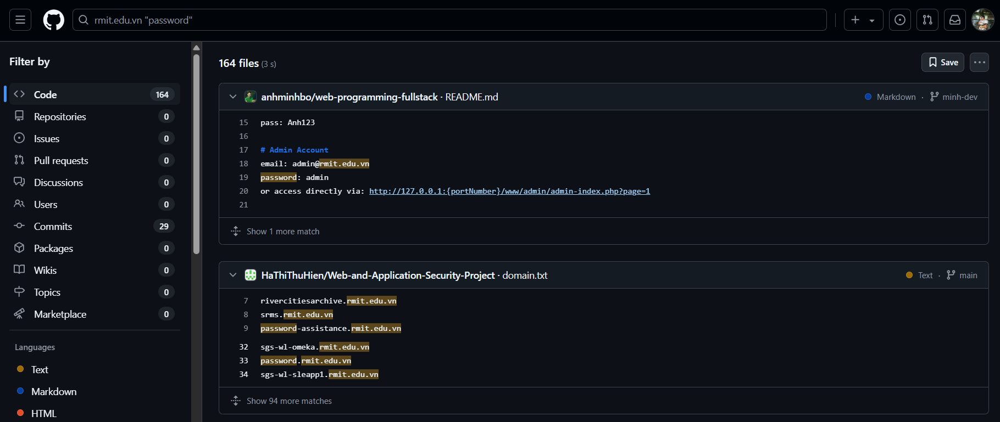 rmit.edu.vn "password"
Filter by
Code 164
Repositories 0
Issues 0
Pull requests 0
Discussions 0
Users 0
Commits 29
Packages 0
Wikis 0
Topics 0
Marketplace 0
Languages
Text
Markdown
HTML
164 files (3 s)
Save
anhminhbo/web-programming-fullstack · README.md
Markdown · minh-dev
15 pass: Anh123
16
17 # Admin Account
18 email: admin@rmit.edu.vn
19 password: admin
20 or access directly via: http://127.0.0.1:{portNumber}/www/admin/admin-index.php?page=1
21
Show 1 more match
HaThiThuHien/Web-and-Application-Security-Project · domain.txt
Text · main
7 rivercitiesarchive.rmit.edu.vn
8 srms.rmit.edu.vn
9 password-assistance.rmit.edu.vn
32 sgs-wl-omeka.rmit.edu.vn
33 password.rmit.edu.vn
34 sgs-wl-sleapp1.rmit.edu.vn
Show 94 more matches